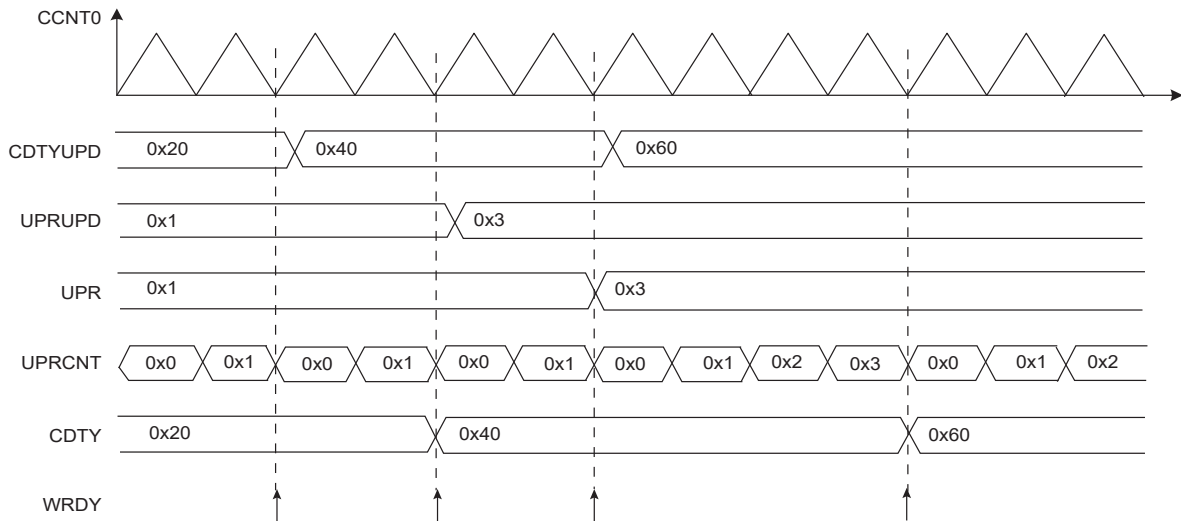 CCNT0
CDTYUPD 0x20 0x40 0x60
UPRUPD 0x1 0x3
UPR 0x1 0x3
UPRCNT 0x0 0x1 0x0 0x1 0x0 0x1 0x0 0x1 0x2 0x3 0x0 0x1 0x2
CDTY 0x20 0x40 0x60
WRDY